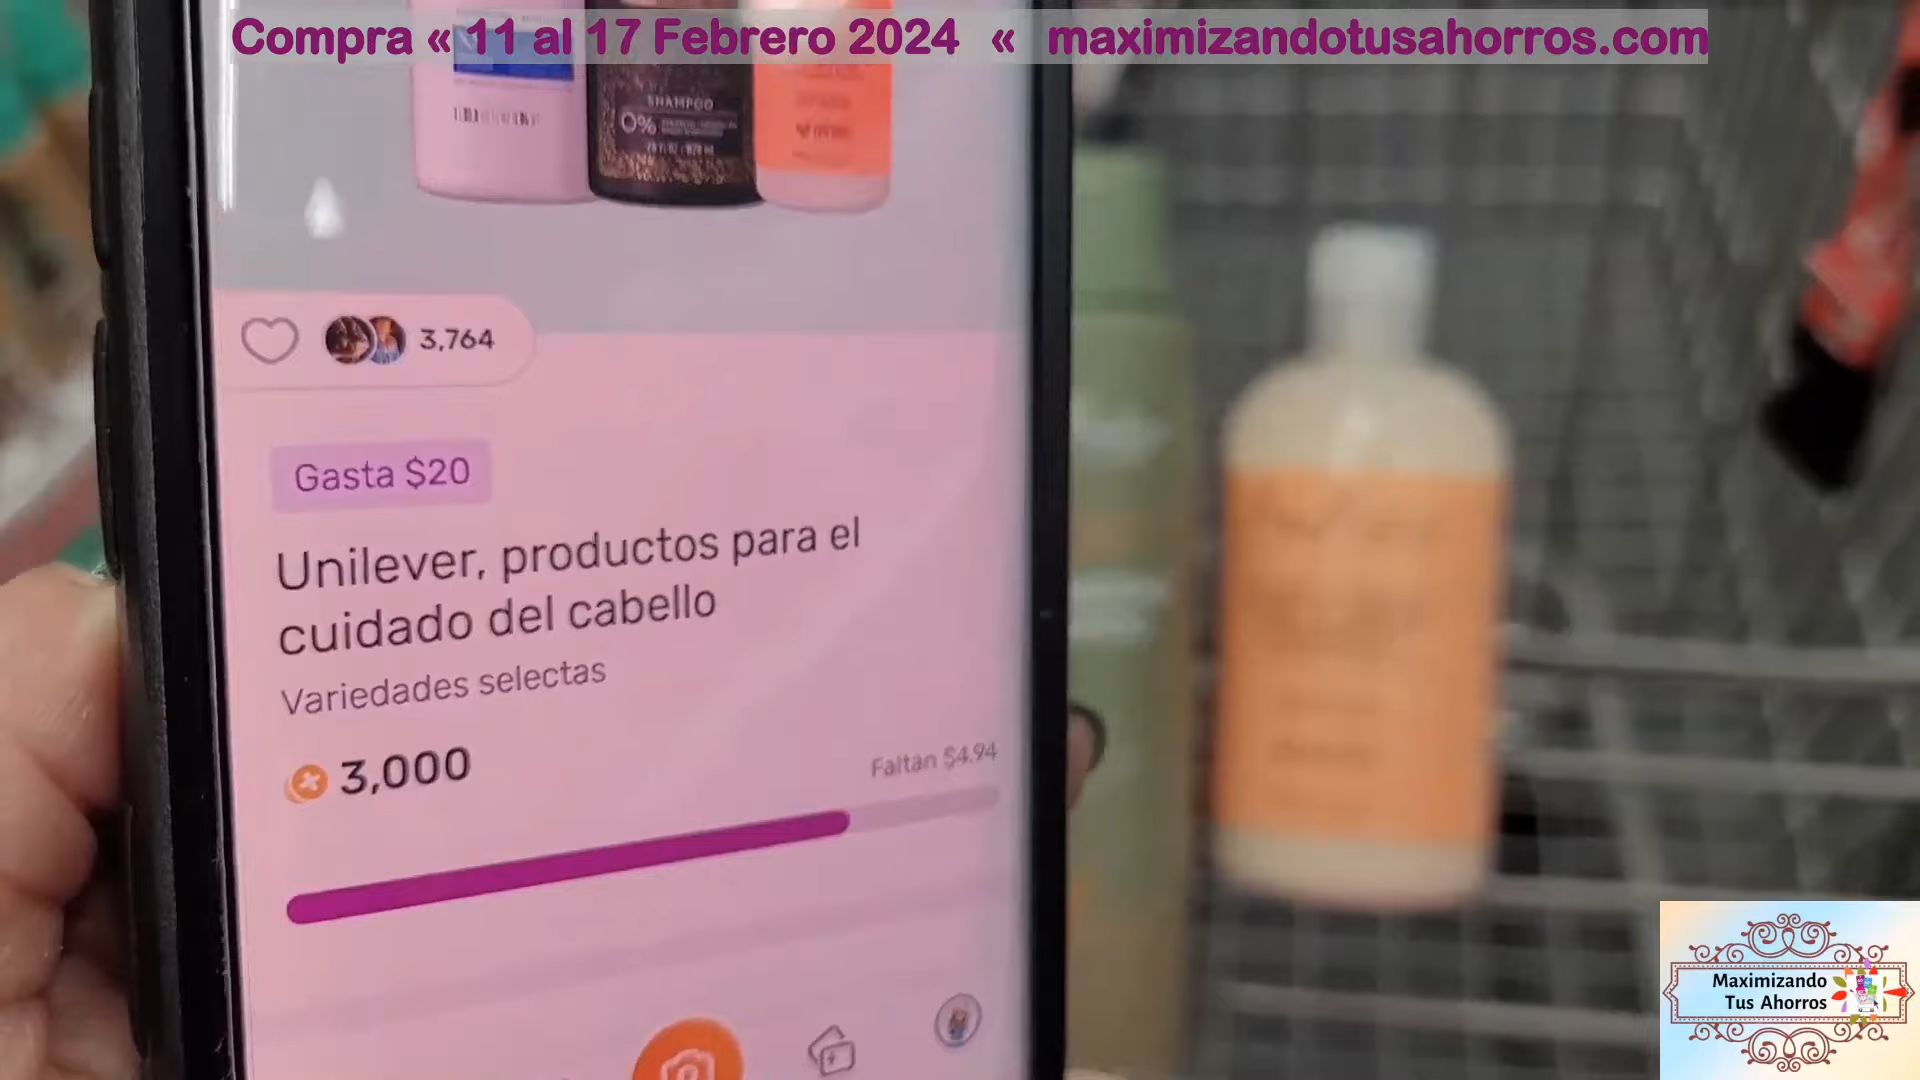 Compra « 11 al 17 Febrero 2024 « maximizandotusahorros.com
SHAMPOO
0%
3,764
Gasta $20
Unilever, productos para el
cuidado del cabello
Variedades selectas
3,000
Faltan $4.94
Maximizando
Tus Ahorros